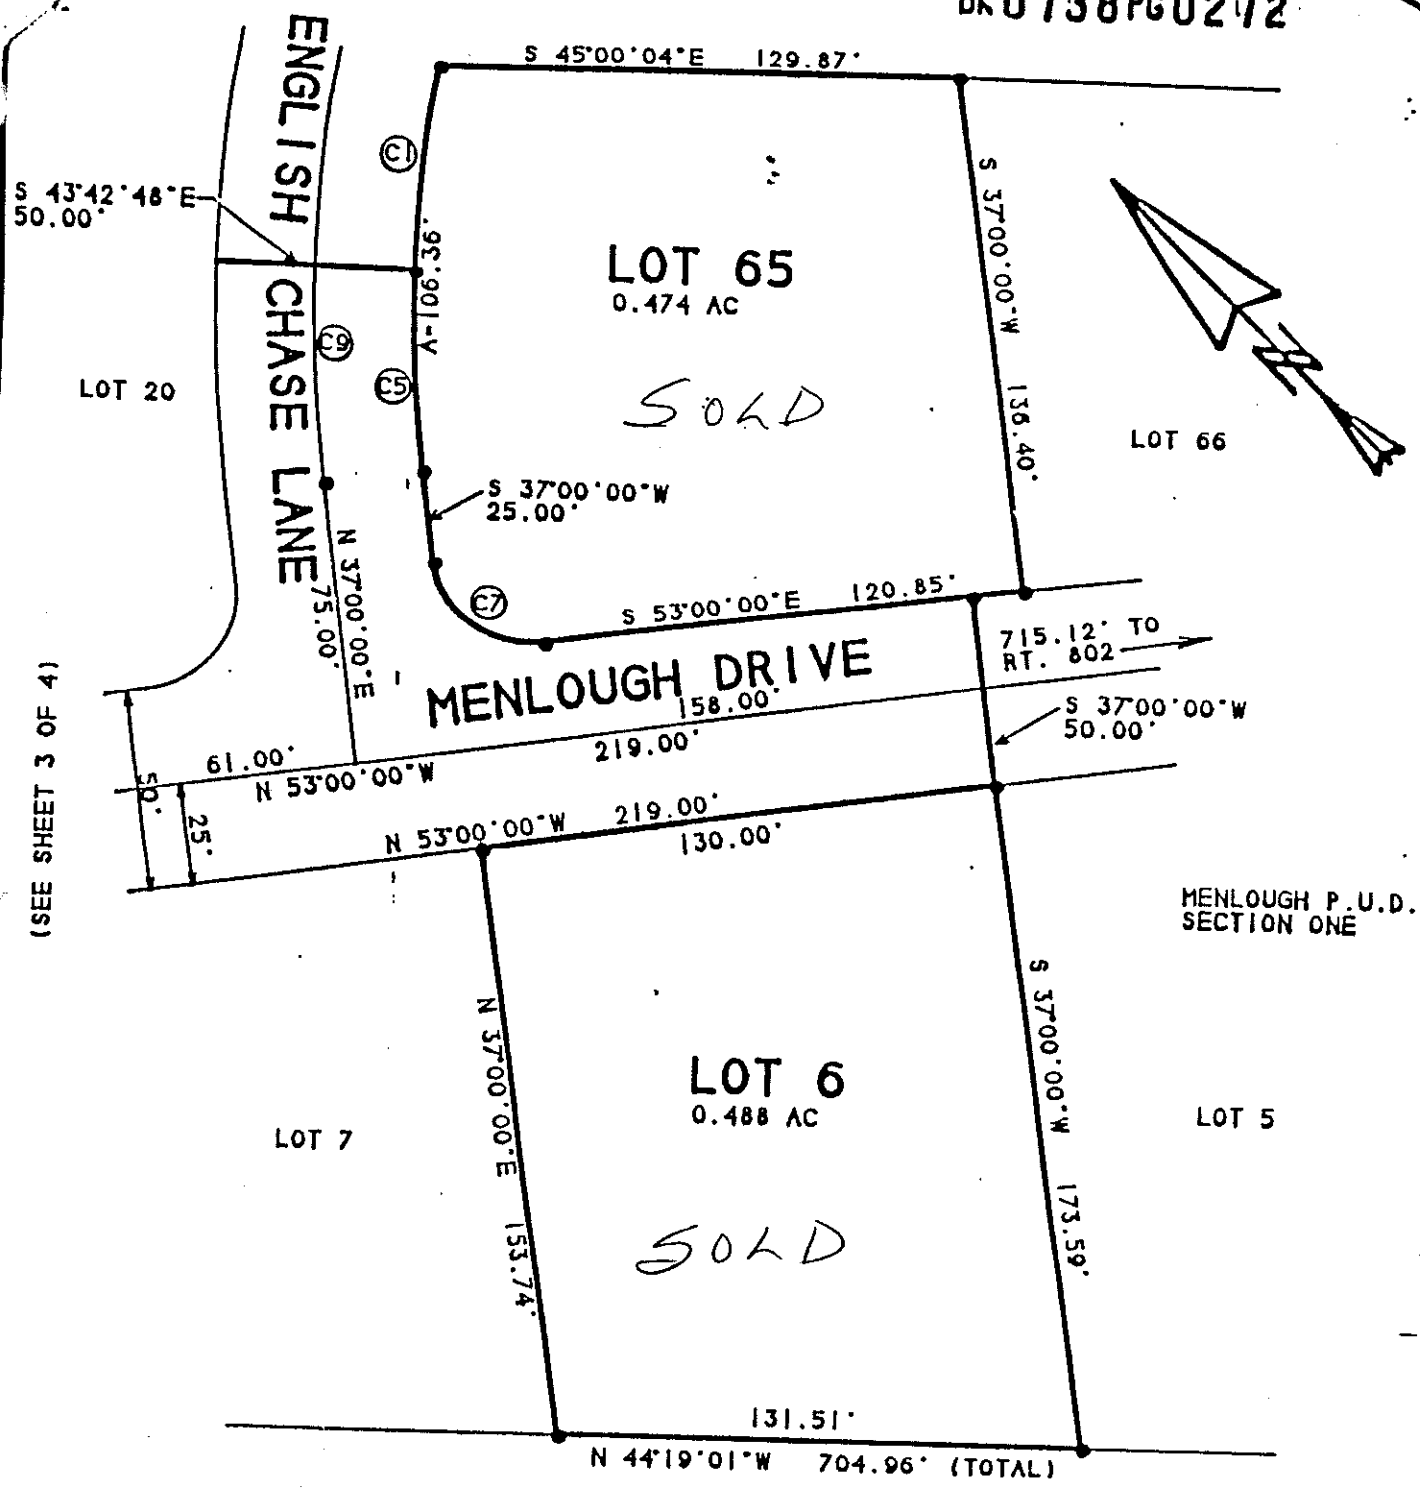 BK0738PG0272
S 45°00'04"E 129.87'
ENGLISH CHASE LANE
C1
S 43°42'48"E
50.00'
Y-106.36'
LOT 65
0.474 AC
SOLD
S 37°00'00"W 136.40'
N
LOT 20
C9
C5
LOT 66
S 37°00'00"W
25.00'
N 37°00'00"E
75.00'
C7
S 53°00'00"E 120.85'
715.12' TO
RT. 802
MENLOUGH DRIVE
158.00'
219.00'
S 37°00'00"W
50.00'
61.00'
N 53°00'00"W
50'
25'
(SEE SHEET 3 OF 4)
N 53°00'00"W 219.00'
130.00'
MENLOUGH P.U.D.
SECTION ONE
N 37°00'00"E 153.74'
S 37°00'00"W 173.59'
LOT 6
0.488 AC
LOT 7
LOT 5
SOLD
131.51'
N 44°19'01"W 704.96' (TOTAL)